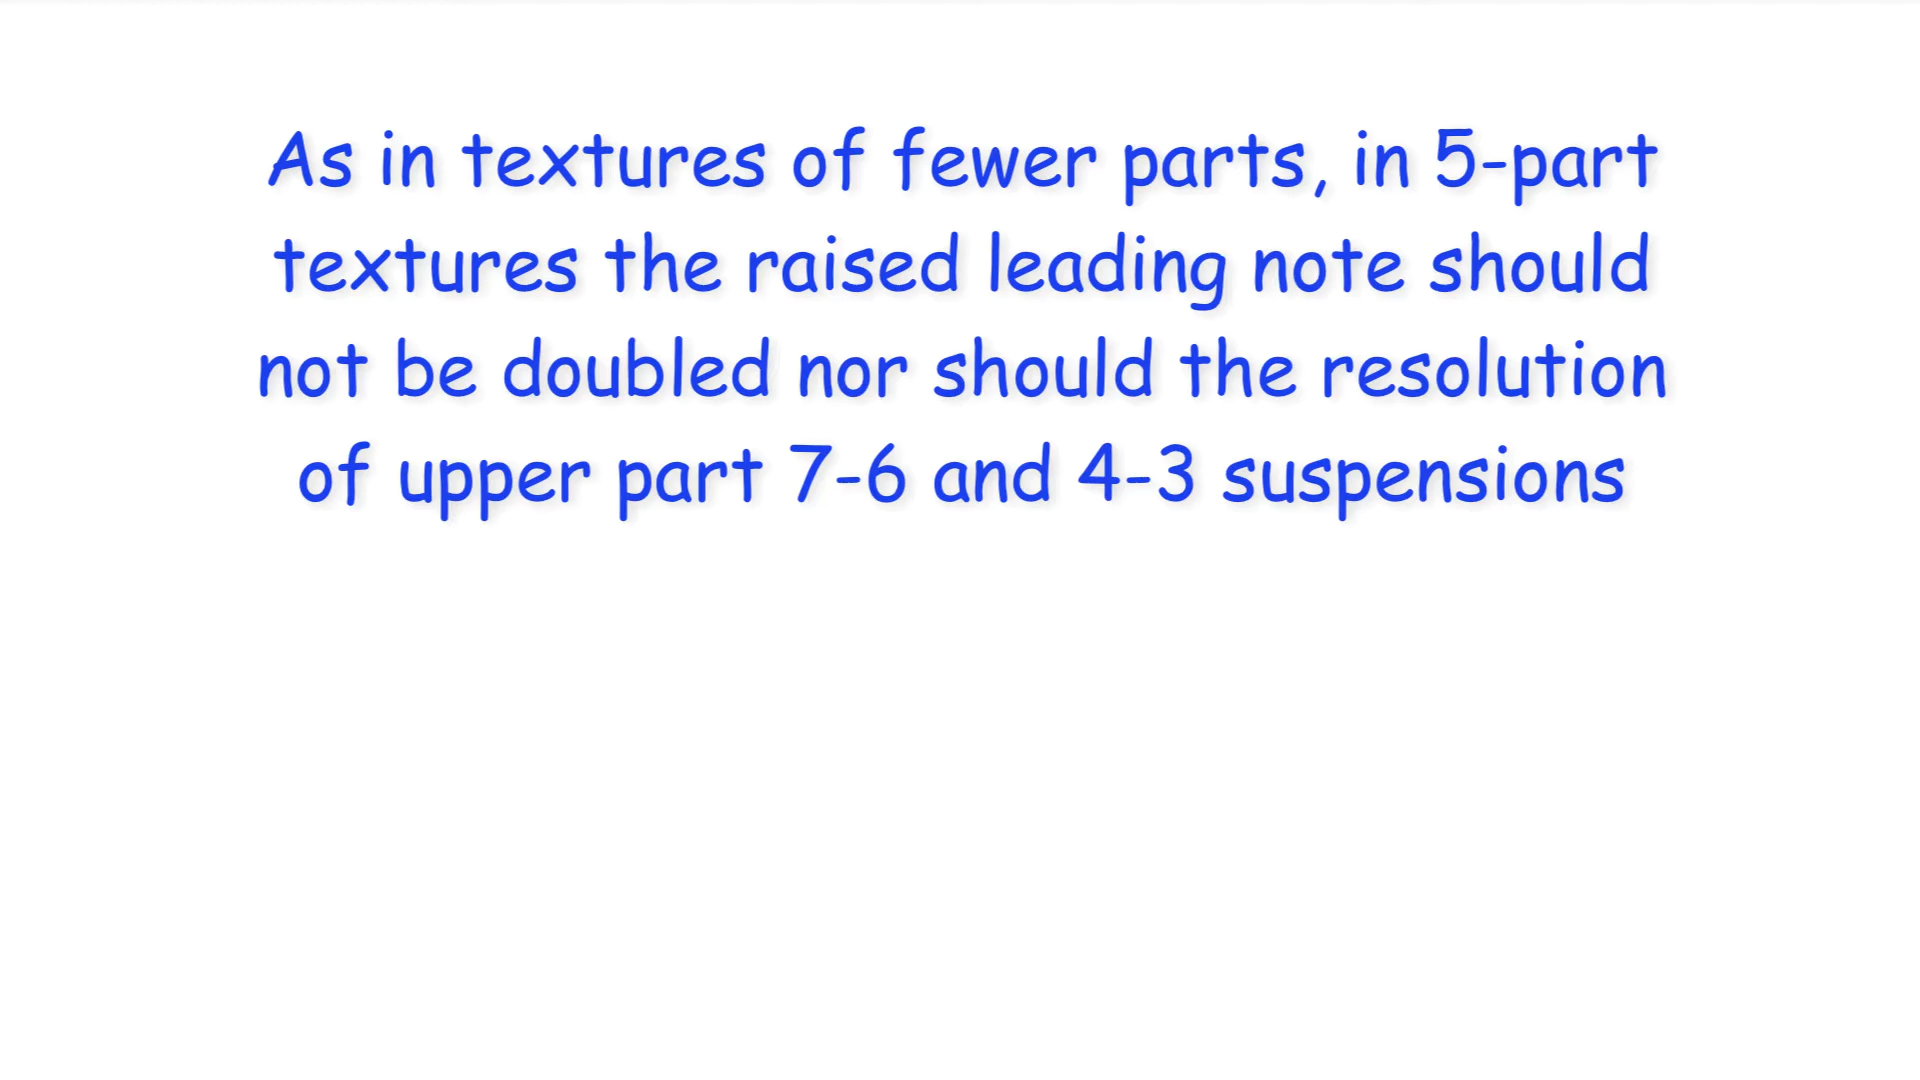 As in textures of fewer parts, in 5-part
textures the raised leading note should
not be doubled nor should the resolution
of upper part 7-6 and 4-3 suspensions